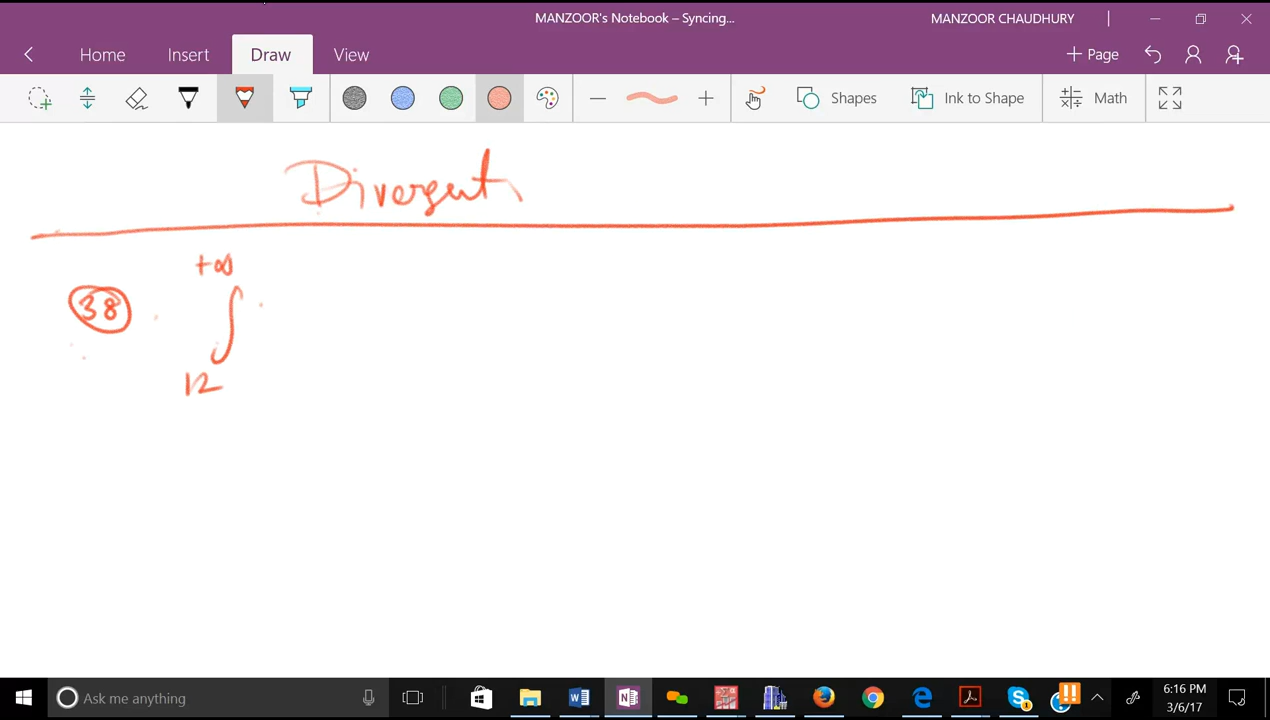 MANZOOR's Notebook – Syncing...
MANZOOR CHAUDHURY
Home Insert Draw View
Page
Shapes Ink to Shape Math
Divergent
38 ∫
+∞
12
Ask me anything
6:16 PM
3/6/17